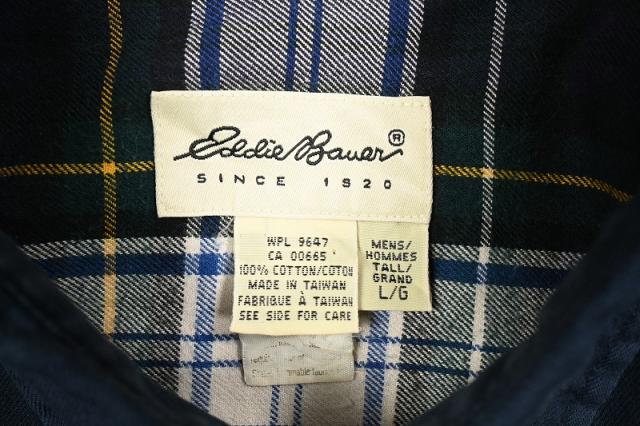 Eddie Bauer®
SINCE 1920
WPL 9647
CA 00665
100% COTTON/COTON
MADE IN TAIWAN
FABRIQUÉ À TAIWAN
SEE SIDE FOR CARE
MENS/
HOMMES
TALL/
GRAND
L/G